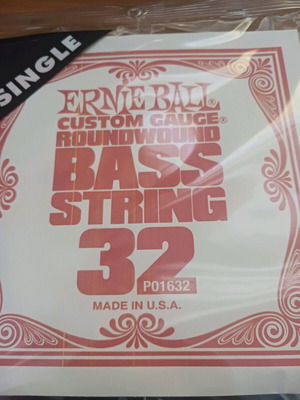 SINGLE
ERNIE BALL®
CUSTOM GAUGE®
ROUNDWOUND
BASS
STRING
32
P01632
MADE IN U.S.A.